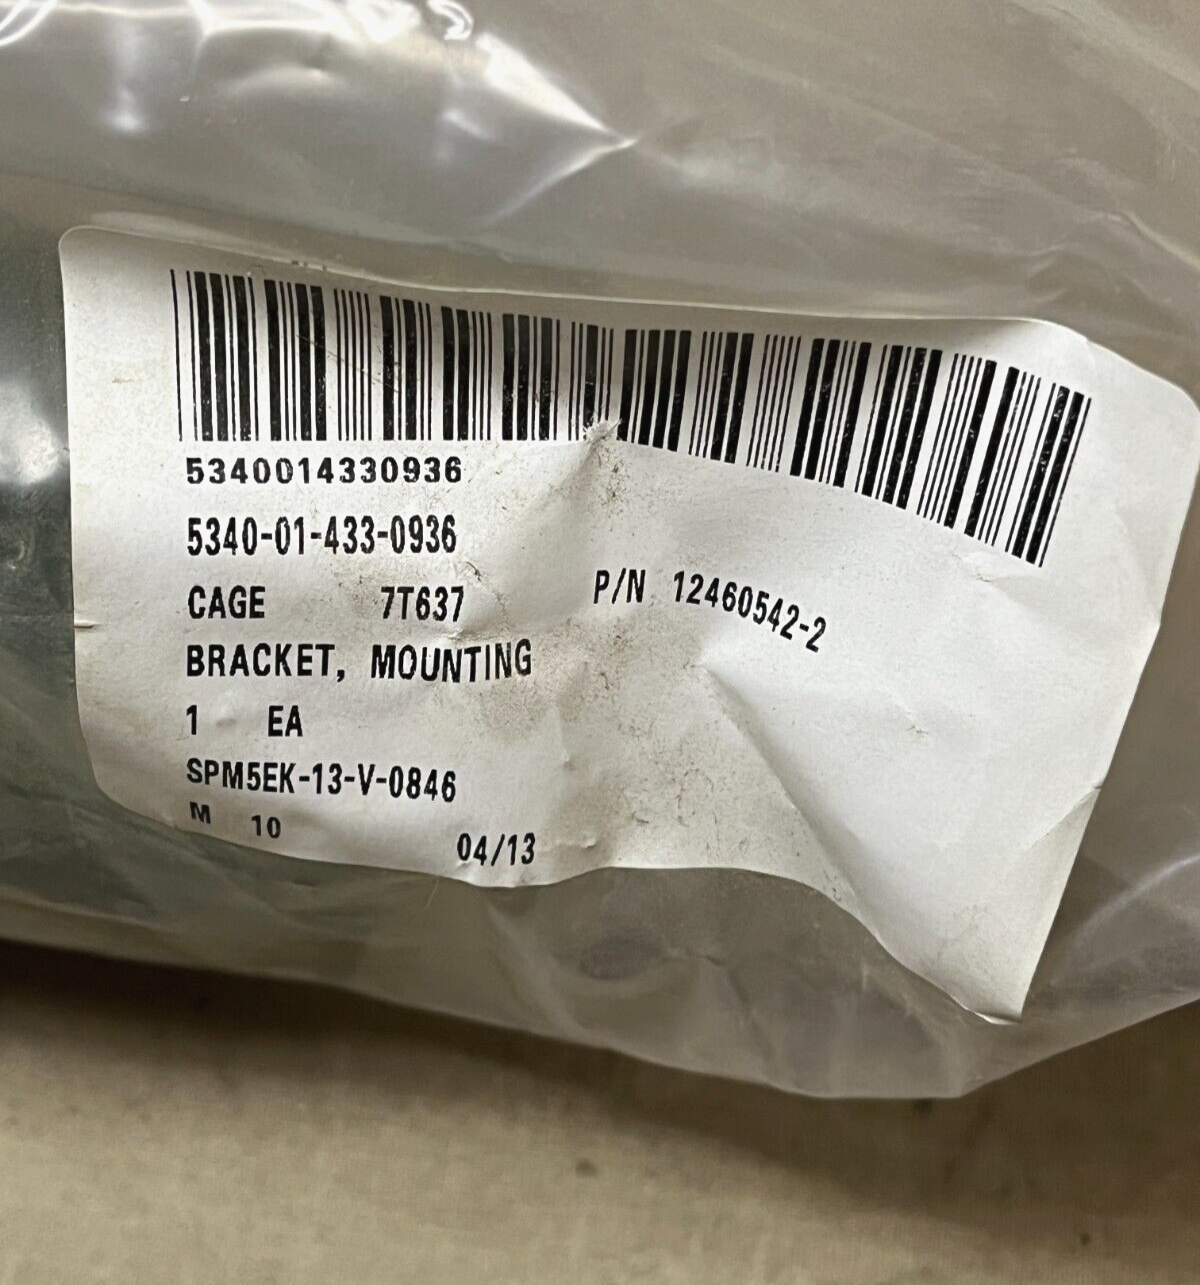 5340014330936
5340-01-433-0936
CAGE 7T637 P/N 12460542-2
BRACKET, MOUNTING
1 EA
SPM5EK-13-V-0846
M 10 04/13